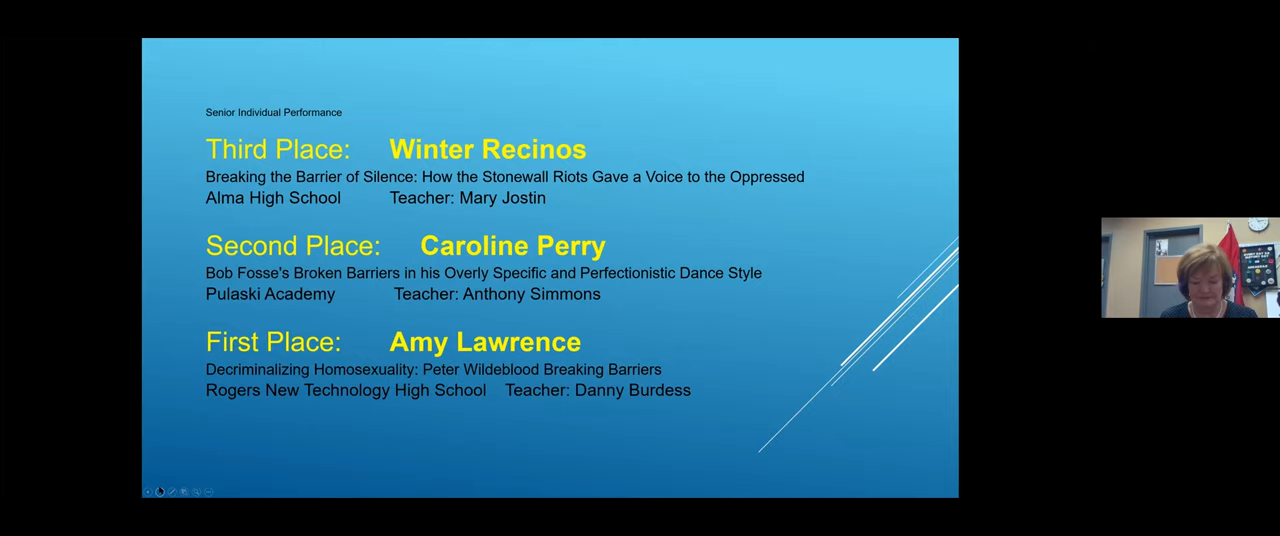 Senior Individual Performance
Third Place: Winter Recinos
Breaking the Barrier of Silence: How the Stonewall Riots Gave a Voice to the Oppressed
Alma High School Teacher: Mary Jostin
Second Place: Caroline Perry
Bob Fosse's Broken Barriers in his Overly Specific and Perfectionistic Dance Style
Pulaski Academy Teacher: Anthony Simmons
First Place: Amy Lawrence
Decriminalizing Homosexuality: Peter Wildeblood Breaking Barriers
Rogers New Technology High School Teacher: Danny Burdess